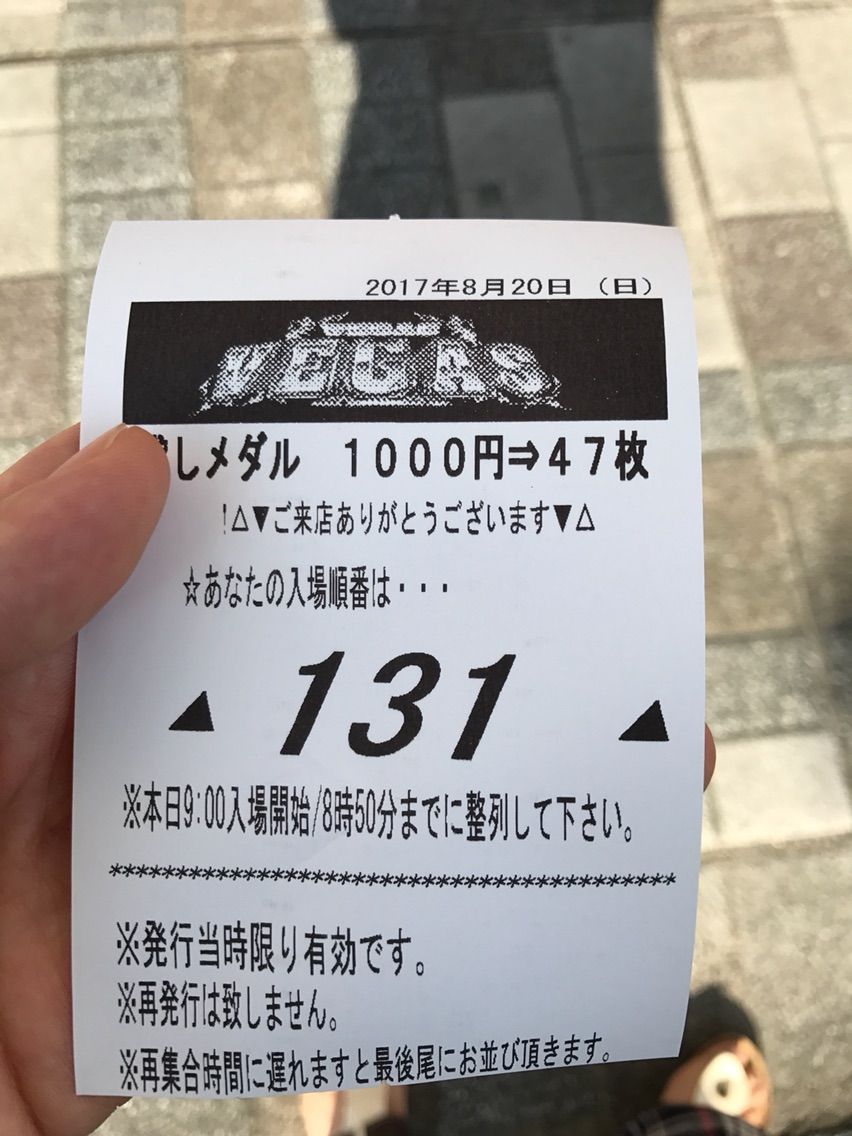 2017年8月20日 (日)
VEGAS
しメダル 1000円⇒47枚
!△▼ご来店ありがとうございます▼△
☆あなたの入場順番は・・・
▲ 131 ▲
※本日9:00入場開始/8時50分までに整列して下さい。
****************************************
※発行当時限り有効です。
※再発行は致しません。
※再集合時間に遅れますと最後尾にお並び頂きます。